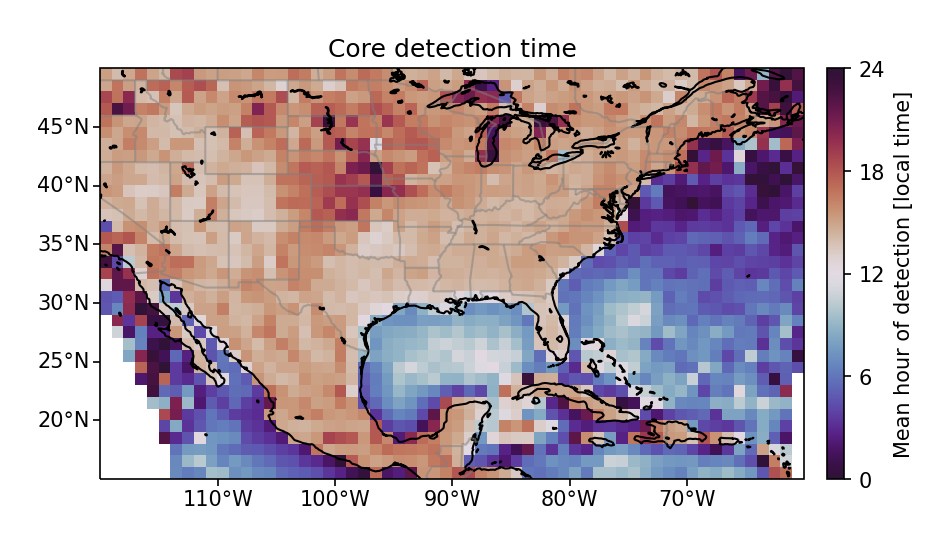 Core detection time
45°N
40°N
35°N
30°N
25°N
20°N
110°W
100°W
90°W
80°W
70°W
24
18
12
6
0
Mean hour of detection [local time]